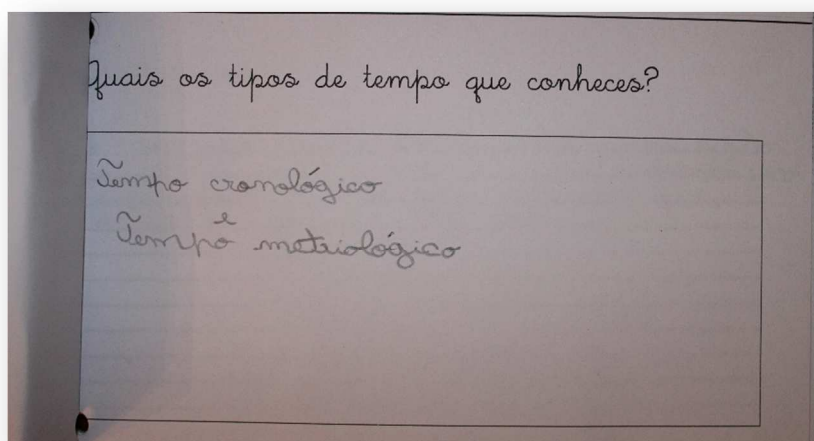 Quais os tipos de tempo que conheces?
Tempo cronológico
Tempo ê metriológico